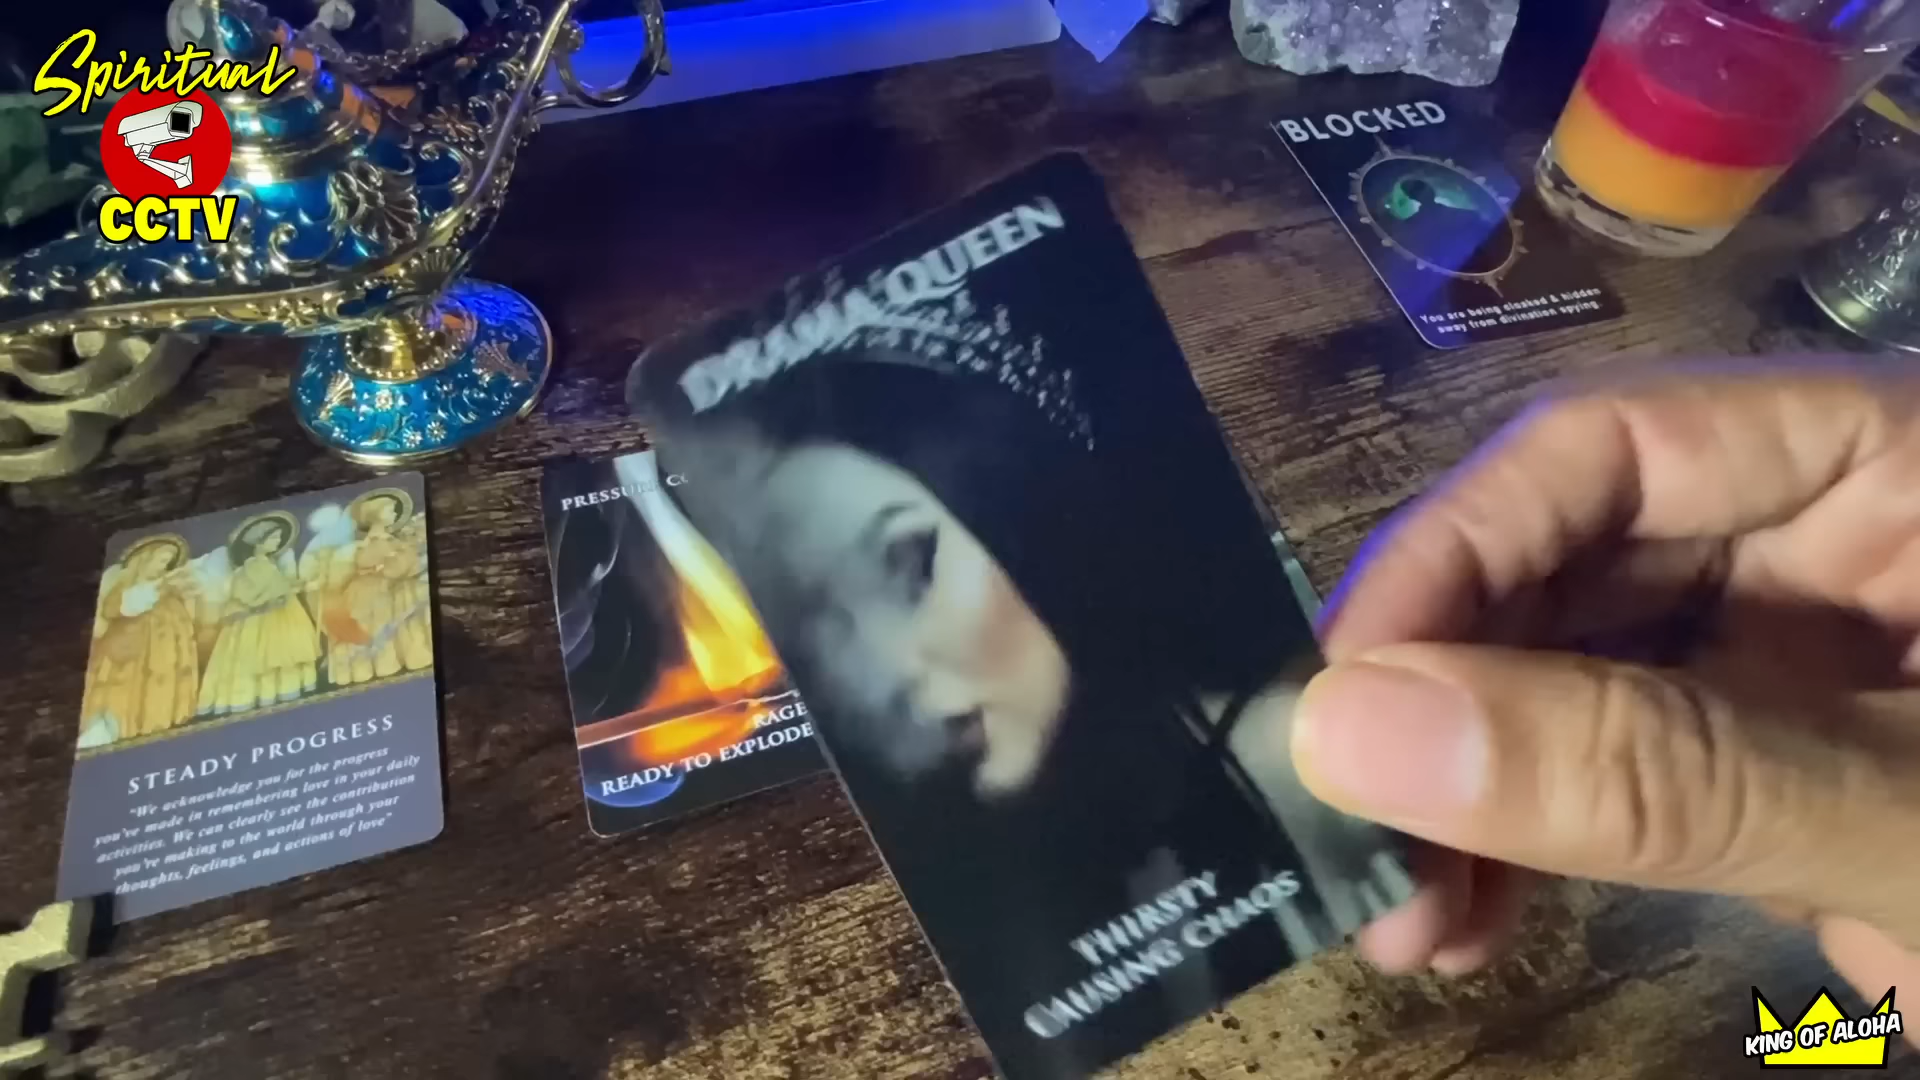 Spiritual
CCTV
BLOCKED
You are being cloaked & hidden
away from divination spying.
DRAMA QUEEN
THIRSTY
CAUSING CHAOS
PRESSURE
RAGE
READY TO EXPLODE
STEADY PROGRESS
"We acknowledge you for the progress
you've made in remembering love in your daily
activities. We can clearly see the contribution
you're making to the world through your
thoughts, feelings, and actions of love"
KING OF ALOHA